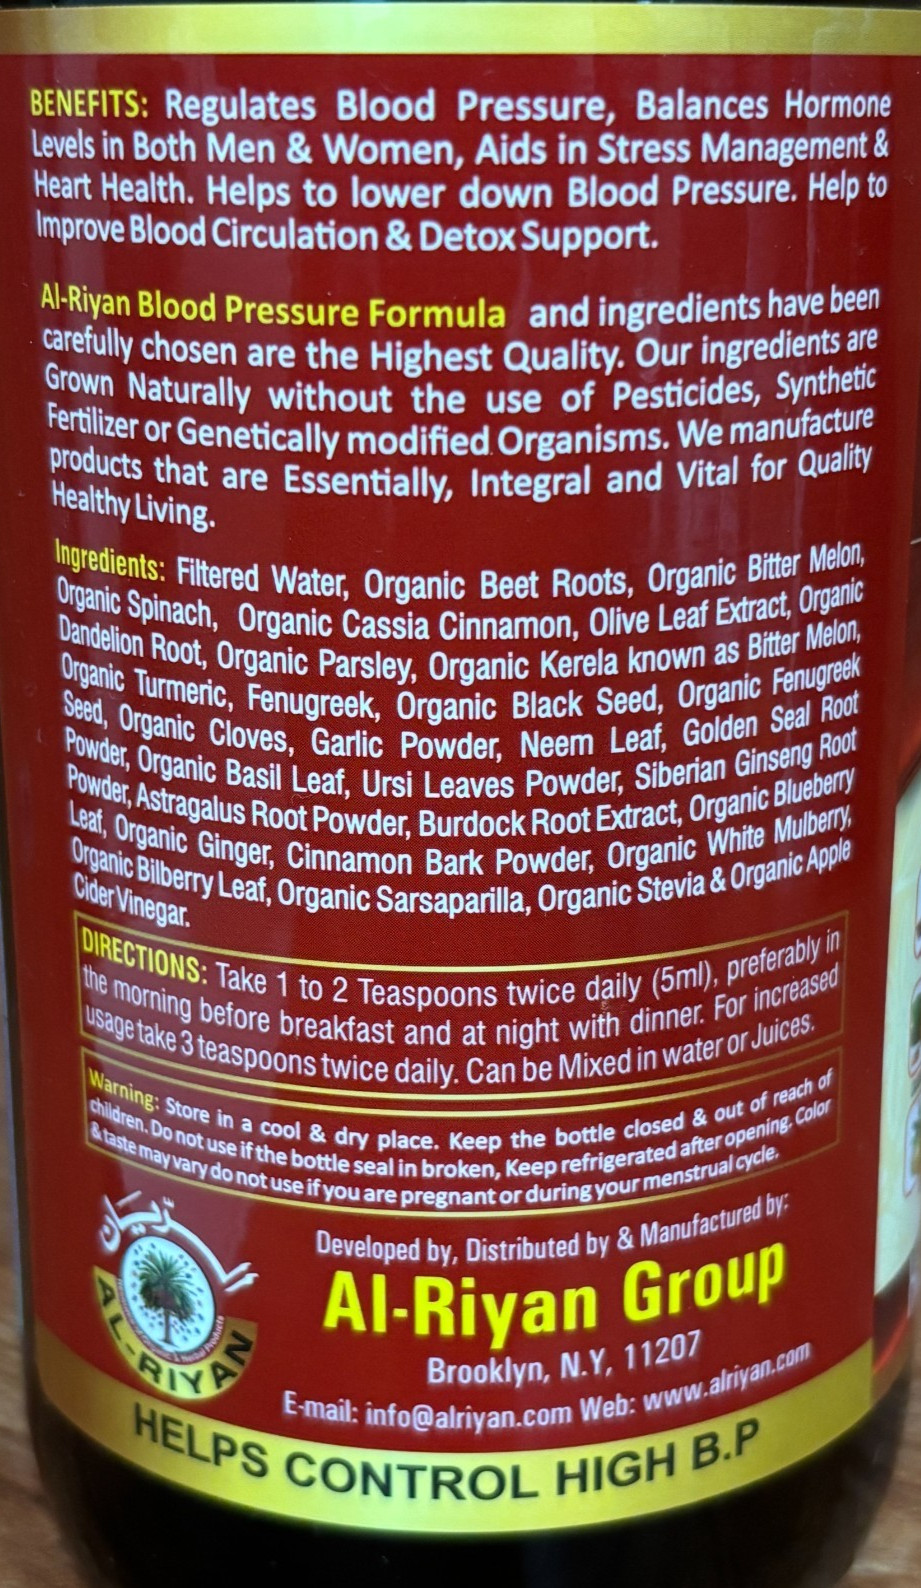 BENEFITS: Regulates Blood Pressure, Balances Hormone
Levels in Both Men & Women, Aids in Stress Management &
Heart Health. Helps to lower down Blood Pressure. Help to
Improve Blood Circulation & Detox Support.
Al-Riyan Blood Pressure Formula and ingredients have been
carefully chosen are the Highest Quality. Our ingredients are
Grown Naturally without the use of Pesticides, Synthetic
Fertilizer or Genetically modified Organisms. We manufacture
products that are Essentially, Integral and Vital for Quality
Healthy Living.
Ingredients: Filtered Water, Organic Beet Roots, Organic Bitter Melon,
Organic Spinach, Organic Cassia Cinnamon, Olive Leaf Extract, Organic
Dandelion Root, Organic Parsley, Organic Kerela known as Bitter Melon,
Organic Turmeric, Fenugreek, Organic Black Seed, Organic Fenugreek
Seed, Organic Cloves, Garlic Powder, Neem Leaf, Golden Seal Root
Powder, Organic Basil Leaf, Ursi Leaves Powder, Siberian Ginseng Root
Powder, Astragalus Root Powder, Burdock Root Extract, Organic Blueberry
Leaf, Organic Ginger, Cinnamon Bark Powder, Organic White Mulberry,
Organic Bilberry Leaf, Organic Sarsaparilla, Organic Stevia & Organic Apple
Cider Vinegar.
DIRECTIONS: Take 1 to 2 Teaspoons twice daily (5ml), preferably in
the morning before breakfast and at night with dinner. For increased
usage take 3 teaspoons twice daily. Can be Mixed in water or Juices.
Warning: Store in a cool & dry place. Keep the bottle closed & out of reach of
children. Do not use if the bottle seal in broken, Keep refrigerated after opening. Color
& taste may vary do not use if you are pregnant or during your menstrual cycle.
Developed by, Distributed by & Manufactured by:
Al-Riyan Group
Brooklyn, N.Y, 11207
E-mail: info@alriyan.com Web: www.alriyan.com
AL-RIYAN
HELPS CONTROL HIGH B.P